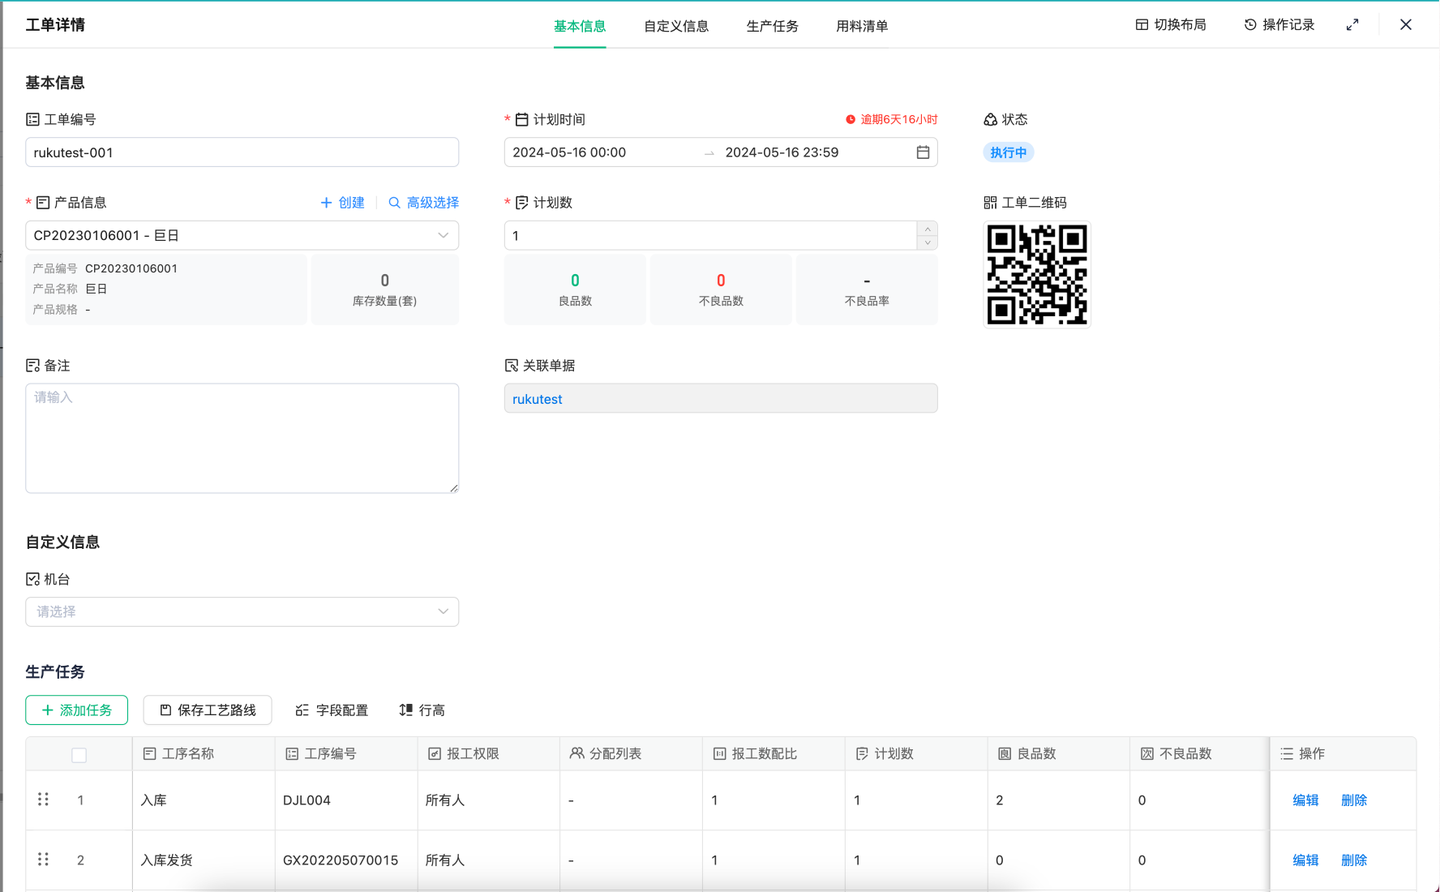 工单详情
基本信息
自定义信息
生产任务
用料清单
切换布局
操作记录
基本信息
工单编号
rukutest-001
* 计划时间
逾期6天16小时
2024-05-16 00:00 → 2024-05-16 23:59
状态
执行中
* 产品信息
+ 创建
高级选择
CP20230106001 - 巨日
产品编号 CP20230106001
产品名称 巨日
产品规格 -
0
库存数量(套)
* 计划数
1
0
良品数
0
不良品数
-
不良品率
工单二维码
备注
请输入
关联单据
rukutest
自定义信息
机台
请选择
生产任务
+ 添加任务
保存工艺路线
字段配置
行高
工序名称 工序编号 报工权限 分配列表 报工数配比 计划数 良品数 不良品数 操作
1 入库 DJL004 所有人 - 1 1 2 0 编辑 删除
2 入库发货 GX202205070015 所有人 - 1 1 0 0 编辑 删除